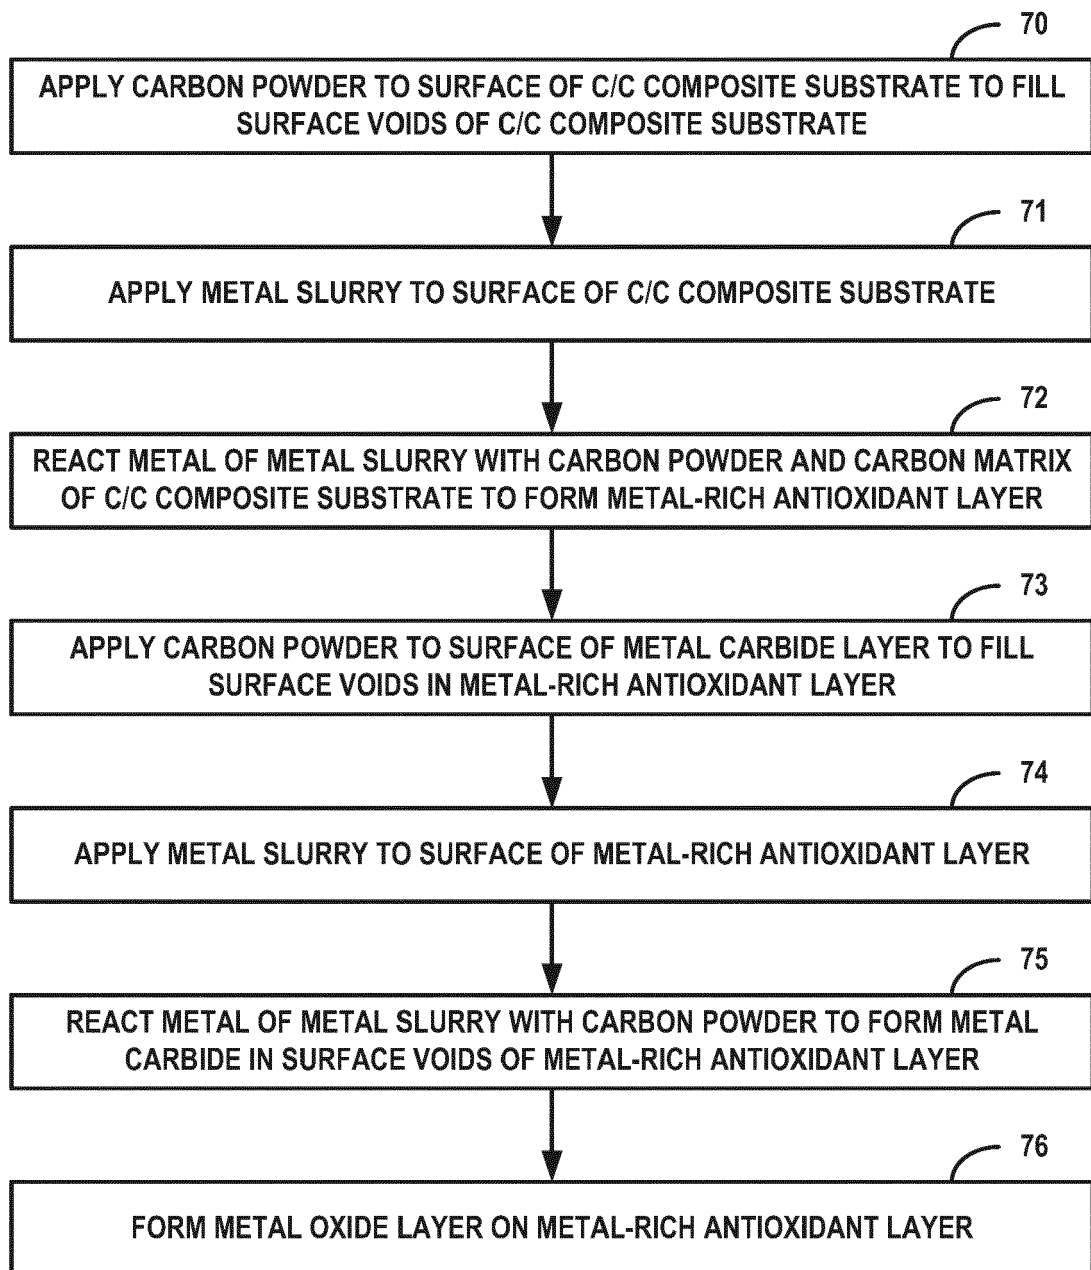 70
APPLY CARBON POWDER TO SURFACE OF C/C COMPOSITE SUBSTRATE TO FILL
SURFACE VOIDS OF C/C COMPOSITE SUBSTRATE
71
APPLY METAL SLURRY TO SURFACE OF C/C COMPOSITE SUBSTRATE
72
REACT METAL OF METAL SLURRY WITH CARBON POWDER AND CARBON MATRIX
OF C/C COMPOSITE SUBSTRATE TO FORM METAL-RICH ANTIOXIDANT LAYER
73
APPLY CARBON POWDER TO SURFACE OF METAL CARBIDE LAYER TO FILL
SURFACE VOIDS IN METAL-RICH ANTIOXIDANT LAYER
74
APPLY METAL SLURRY TO SURFACE OF METAL-RICH ANTIOXIDANT LAYER
75
REACT METAL OF METAL SLURRY WITH CARBON POWDER TO FORM METAL
CARBIDE IN SURFACE VOIDS OF METAL-RICH ANTIOXIDANT LAYER
76
FORM METAL OXIDE LAYER ON METAL-RICH ANTIOXIDANT LAYER